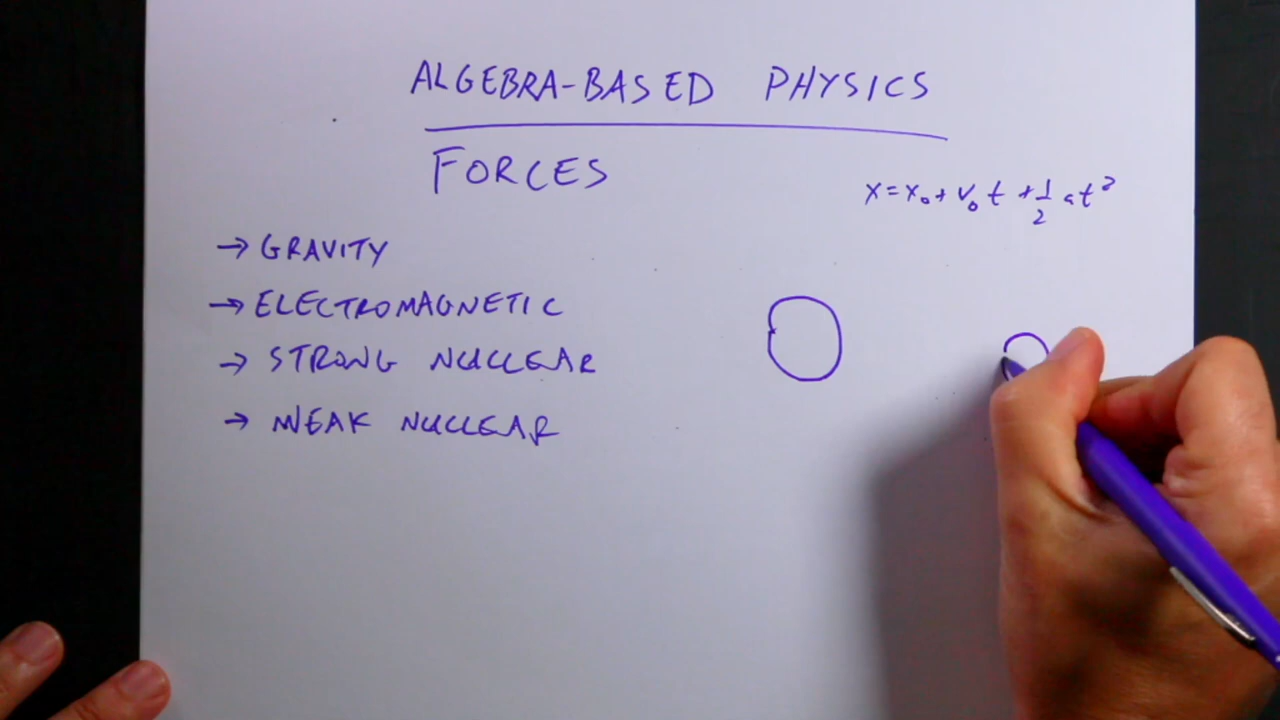 ALGEBRA-BASED PHYSICS
FORCES
x=x₀+v₀t+½at²
→ GRAVITY
→ ELECTROMAGNETIC
→ STRONG NUCLEAR
→ WEAK NUCLEAR